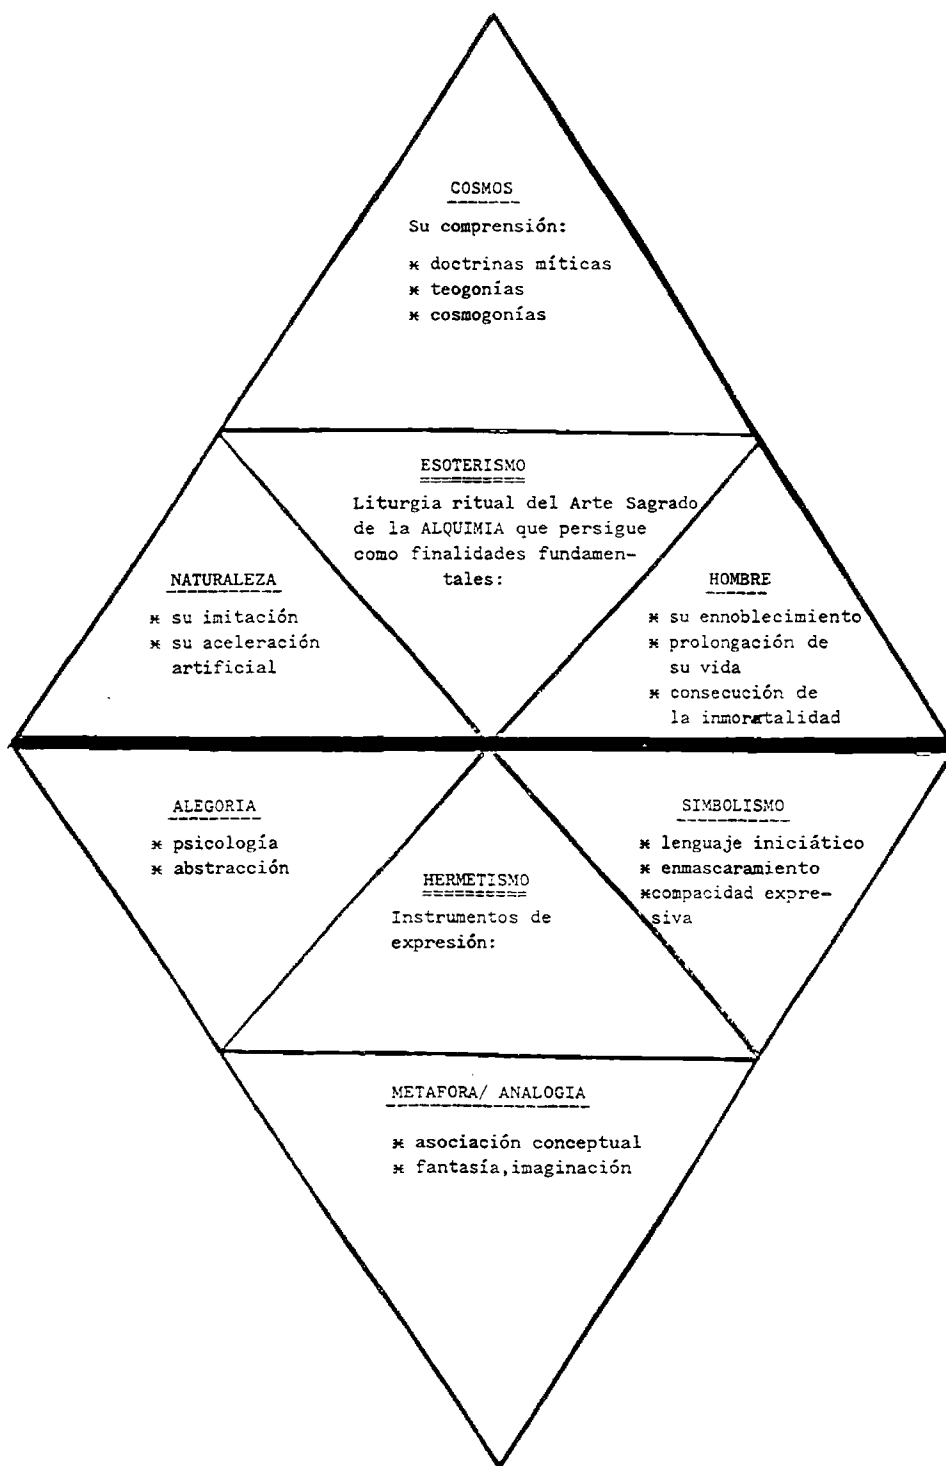 COSMOS
Su comprensión:
* doctrinas míticas
* teogonías
* cosmogonías
ESOTERISMO
Liturgia ritual del Arte Sagrado
de la ALQUIMIA que persigue
como finalidades fundamen-
tales:
NATURALEZA
* su imitación
* su aceleración
artificial
HOMBRE
* su ennoblecimiento
* prolongación de
su vida
* consecución de
la inmoratalidad
ALEGORIA
* psicología
* abstracción
HERMETISMO
Instrumentos de
expresión:
SIMBOLISMO
* lenguaje iniciático
* enmascaramiento
*compacidad expre-
siva
METAFORA/ ANALOGIA
* asociación conceptual
* fantasía,imaginación